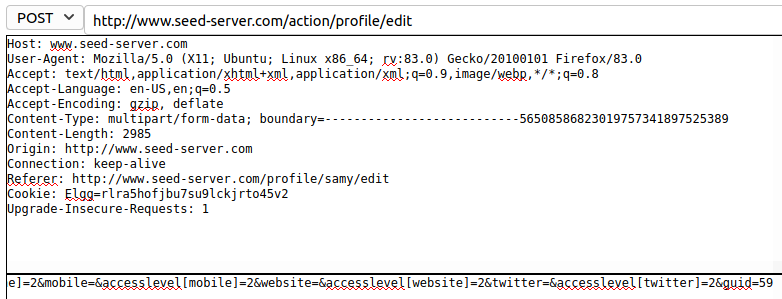 POST http://www.seed-server.com/action/profile/edit
Host: www.seed-server.com
User-Agent: Mozilla/5.0 (X11; Ubuntu; Linux x86_64; rv:83.0) Gecko/20100101 Firefox/83.0
Accept: text/html,application/xhtml+xml,application/xml;q=0.9,image/webp,*/*;q=0.8
Accept-Language: en-US,en;q=0.5
Accept-Encoding: gzip, deflate
Content-Type: multipart/form-data; boundary=---------------------------56508586823019757341897525389
Content-Length: 2985
Origin: http://www.seed-server.com
Connection: keep-alive
Referer: http://www.seed-server.com/profile/samy/edit
Cookie: Elgg=rlra5hofjbu7su9lckjrto45v2
Upgrade-Insecure-Requests: 1
e]=2&mobile=&accesslevel[mobile]=2&website=&accesslevel[website]=2&twitter=&accesslevel[twitter]=2&guid=59